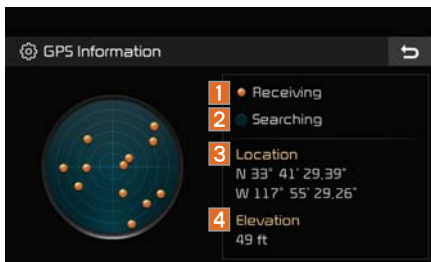 GPS Information
1 Receiving
2 Searching
3 Location
N 33° 41' 29,39"
W 117° 55' 29,26"
4 Elevation
49 ft